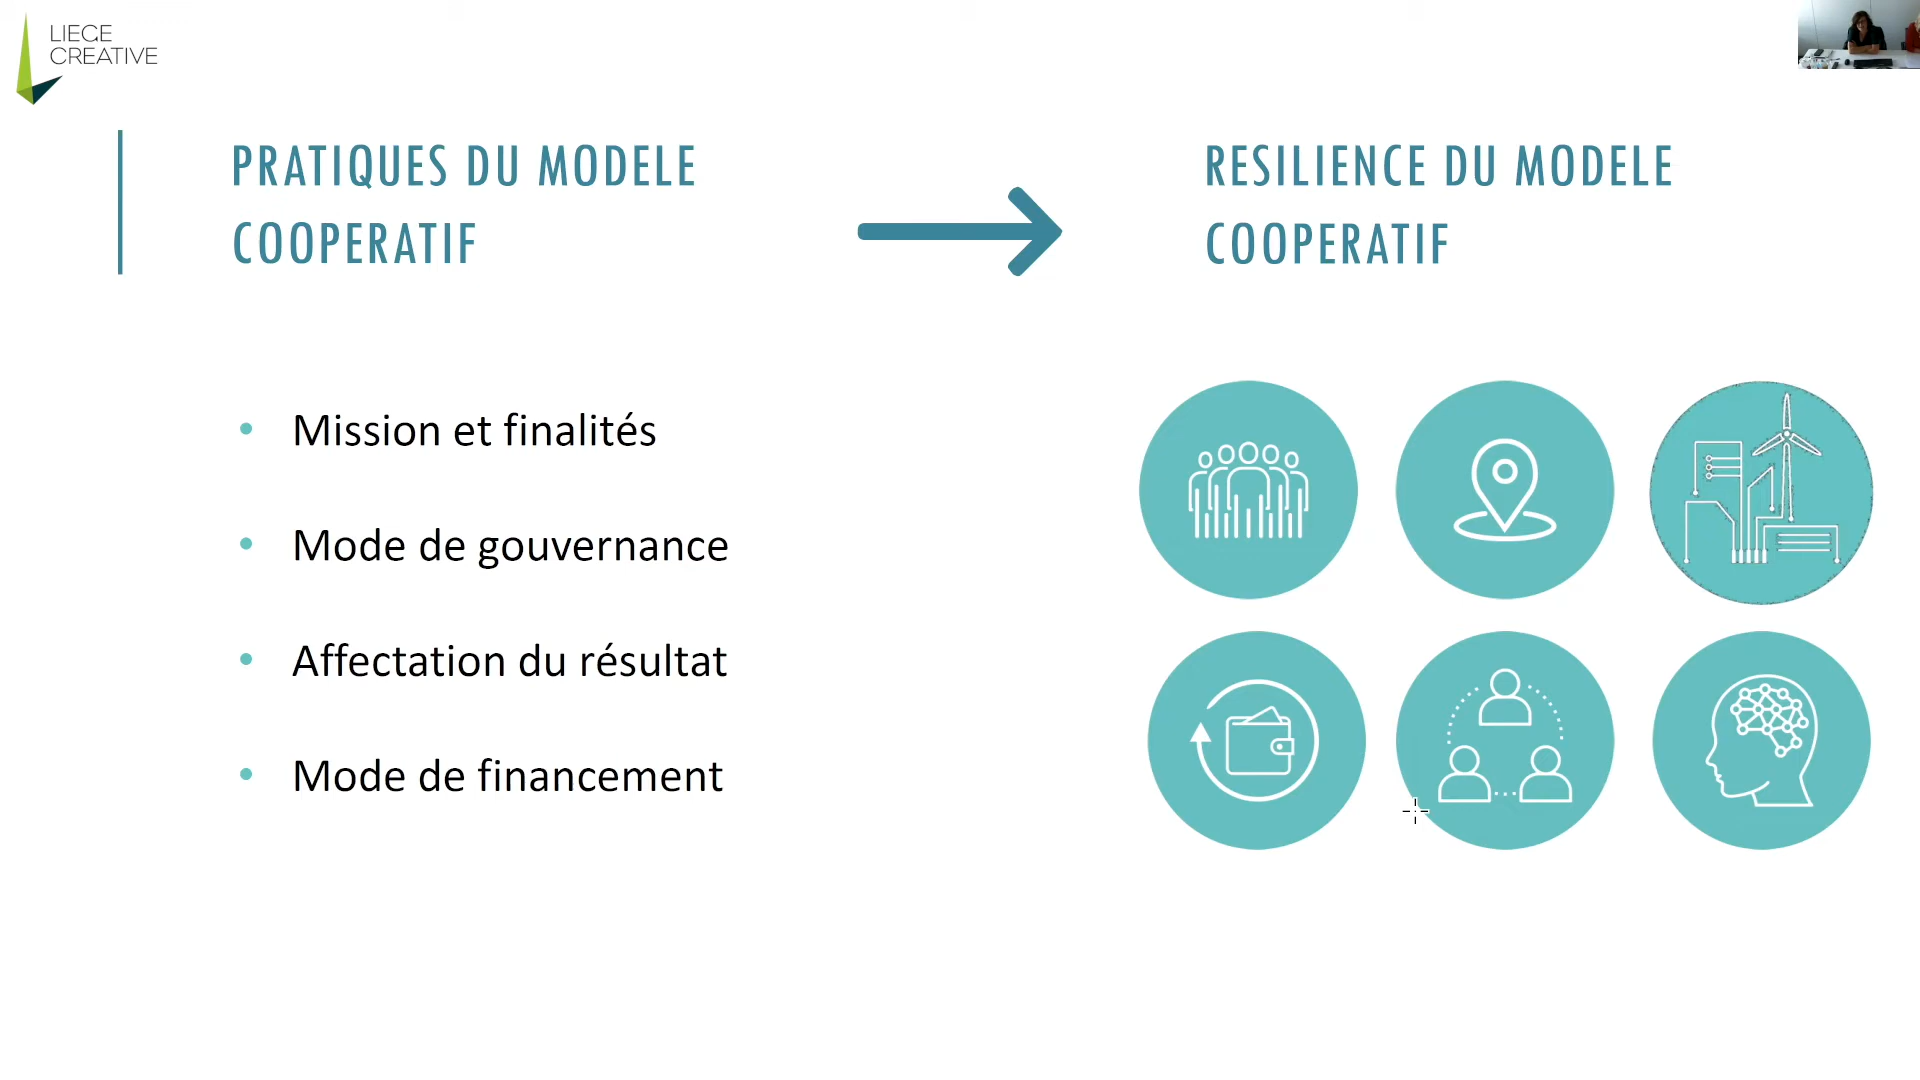 LIEGE
CREATIVE
PRATIQUES DU MODELE
COOPERATIF
RESILIENCE DU MODELE
COOPERATIF
• Mission et finalités
• Mode de gouvernance
• Affectation du résultat
• Mode de financement